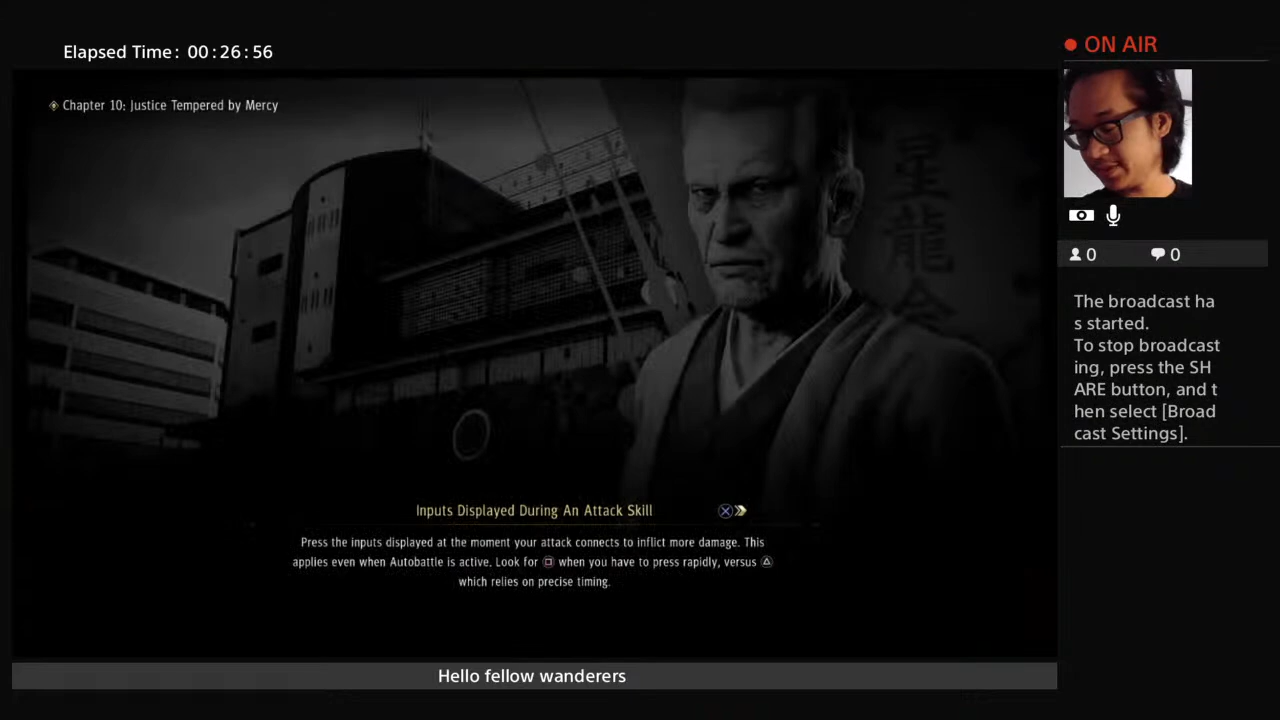 Elapsed Time: 00:26:56
ON AIR
Chapter 10: Justice Tempered by Mercy
星龍会
0 0
The broadcast ha
s started.
To stop broadcast
ing, press the SH
ARE button, and t
hen select [Broad
cast Settings].
Inputs Displayed During An Attack Skill
Press the inputs displayed at the moment your attack connects to inflict more damage. This
applies even when Autobattle is active. Look for □ when you have to press rapidly, versus △
which relies on precise timing.
Hello fellow wanderers